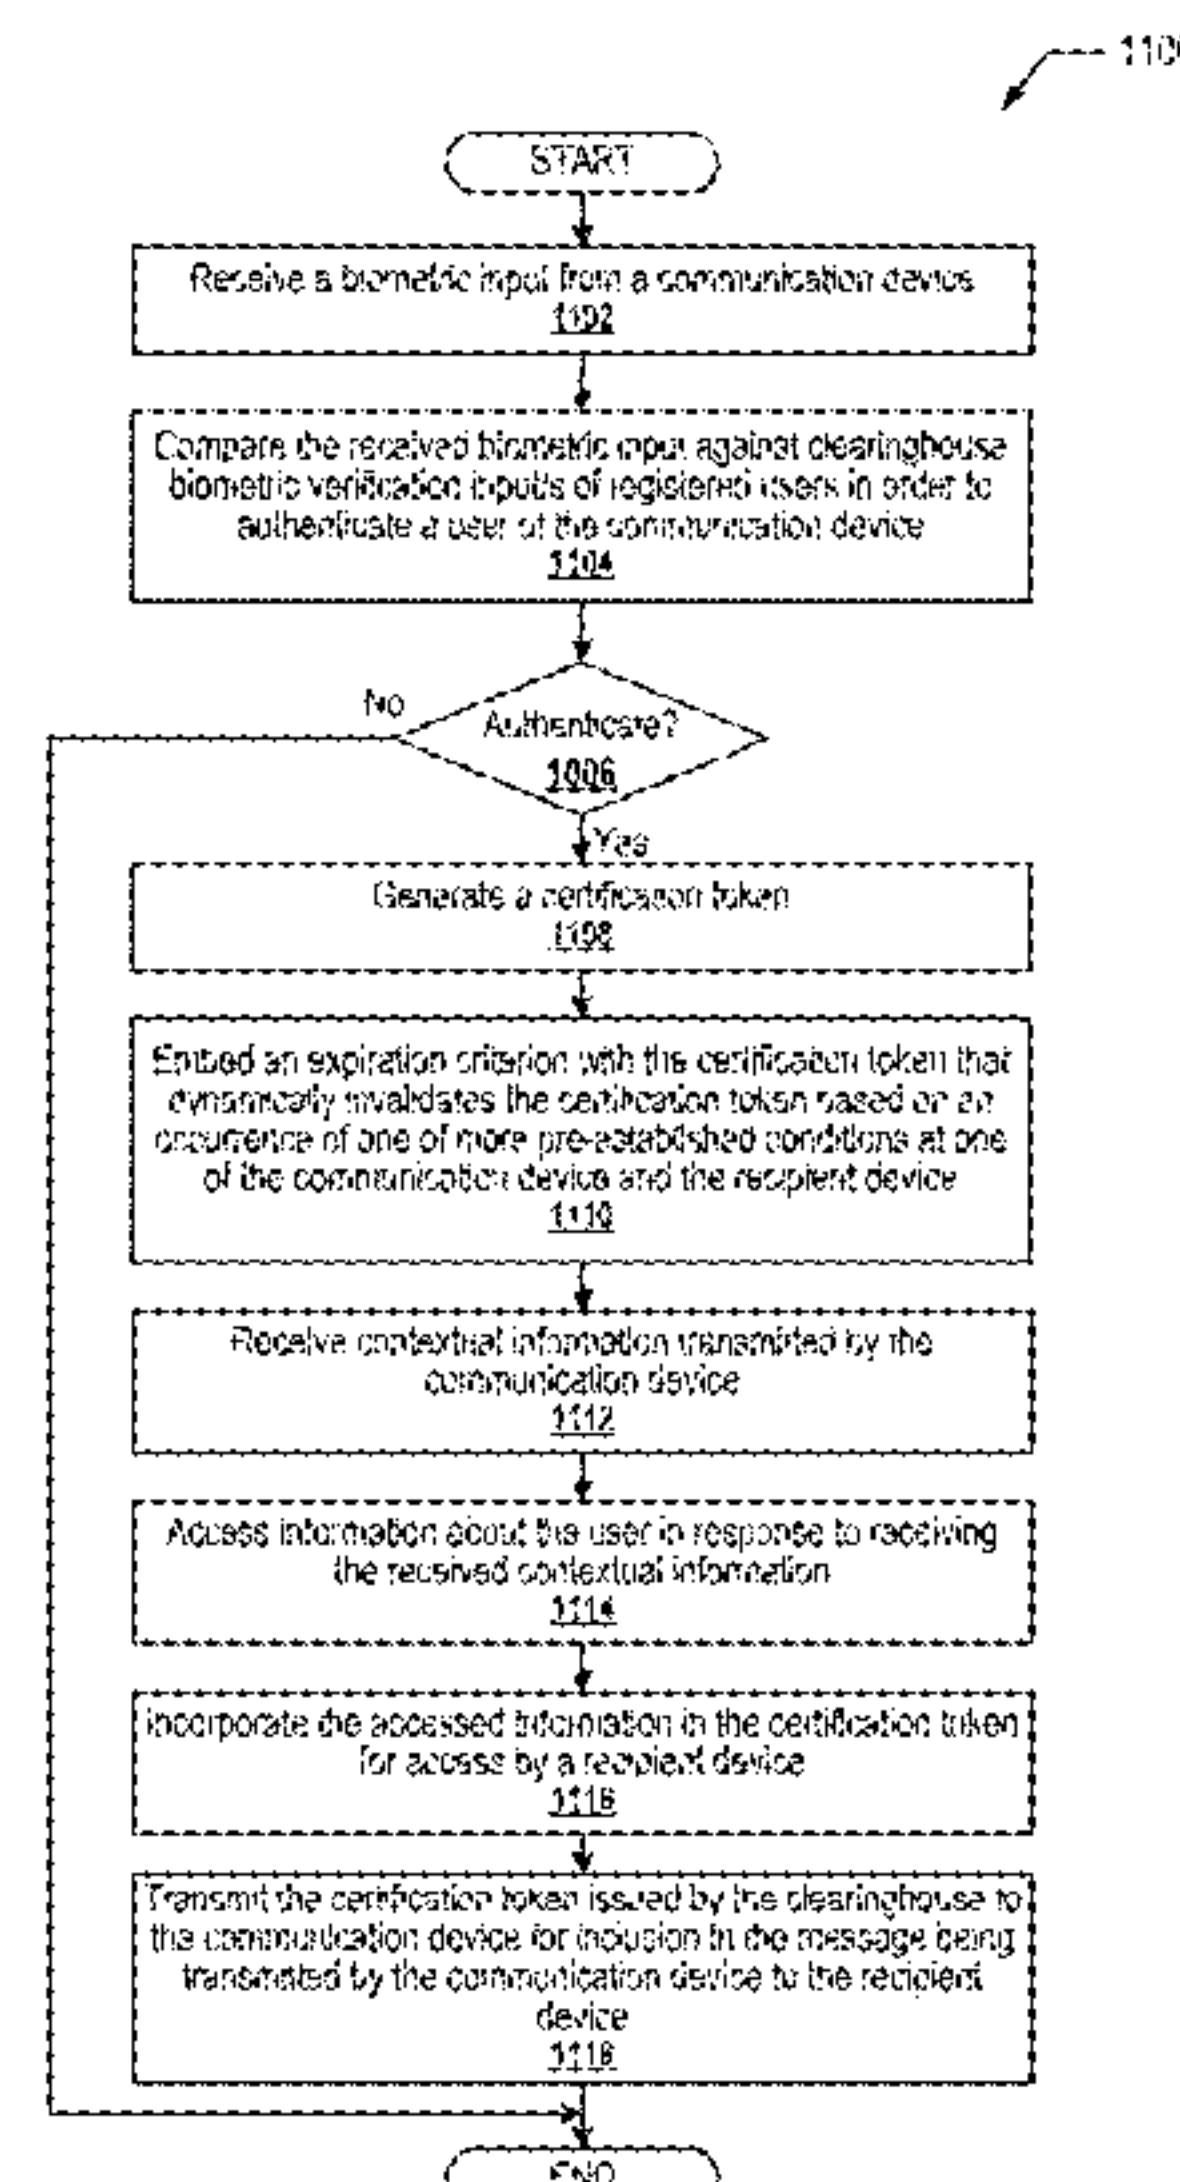 1100
START
Receive a biometric input from a communication device
1102
Compare the received biometric input against clearinghouse
biometric verification inputs of registered users in order to
authenticate a user of the communication device
1104
No
Authenticate?
1006
Yes
Generate a certification token
1108
Embed an expiration criterion with the certification token that
dynamically invalidates the certification token based on an
occurrence of one of more pre-established conditions at one
of the communication device and the recipient device
1110
Receive contextual information transmitted by the
communication device
1112
Access information about the user in response to receiving
the received contextual information
1114
Incorporate the accessed information in the certification token
for access by a recipient device
1116
Transmit the certification token issued by the clearinghouse to
the communication device for inclusion in the message being
transmitted by the communication device to the recipient
device
1118
END